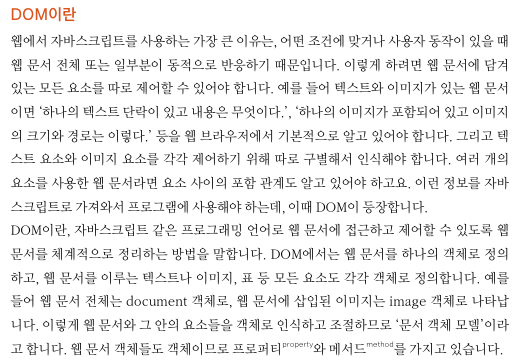 DOM이란
웹에서 자바스크립트를 사용하는 가장 큰 이유는, 어떤 조건에 맞거나 사용자 동작이 있을 때
웹 문서 전체 또는 일부분이 동적으로 반응하기 때문입니다. 이렇게 하려면 웹 문서에 담겨
있는 모든 요소를 따로 제어할 수 있어야 합니다. 예를 들어 텍스트와 이미지가 있는 웹 문서
이면 ‘하나의 텍스트 단락이 있고 내용은 무엇이다.’, ‘하나의 이미지가 포함되어 있고 이미지
의 크기와 경로는 이렇다.’ 등을 웹 브라우저에서 기본적으로 알고 있어야 합니다. 그리고 텍
스트 요소와 이미지 요소를 각각 제어하기 위해 따로 구별해서 인식해야 합니다. 여러 개의
요소를 사용한 웹 문서라면 요소 사이의 포함 관계도 알고 있어야 하고요. 이런 정보를 자바
스크립트로 가져와서 프로그램에 사용해야 하는데, 이때 DOM이 등장합니다.
DOM이란, 자바스크립트 같은 프로그래밍 언어로 웹 문서에 접근하고 제어할 수 있도록 웹
문서를 체계적으로 정리하는 방법을 말합니다. DOM에서는 웹 문서를 하나의 객체로 정의
하고, 웹 문서를 이루는 텍스트나 이미지, 표 등 모든 요소도 각각 객체로 정의합니다. 예를
들어 웹 문서 전체는 document 객체로, 웹 문서에 삽입된 이미지는 image 객체로 나타납
니다. 이렇게 웹 문서와 그 안의 요소들을 객체로 인식하고 조절하므로 ‘문서 객체 모델’이라
고 합니다. 웹 문서 객체들도 객체이므로 프로퍼티property와 메서드method를 가지고 있습니다.